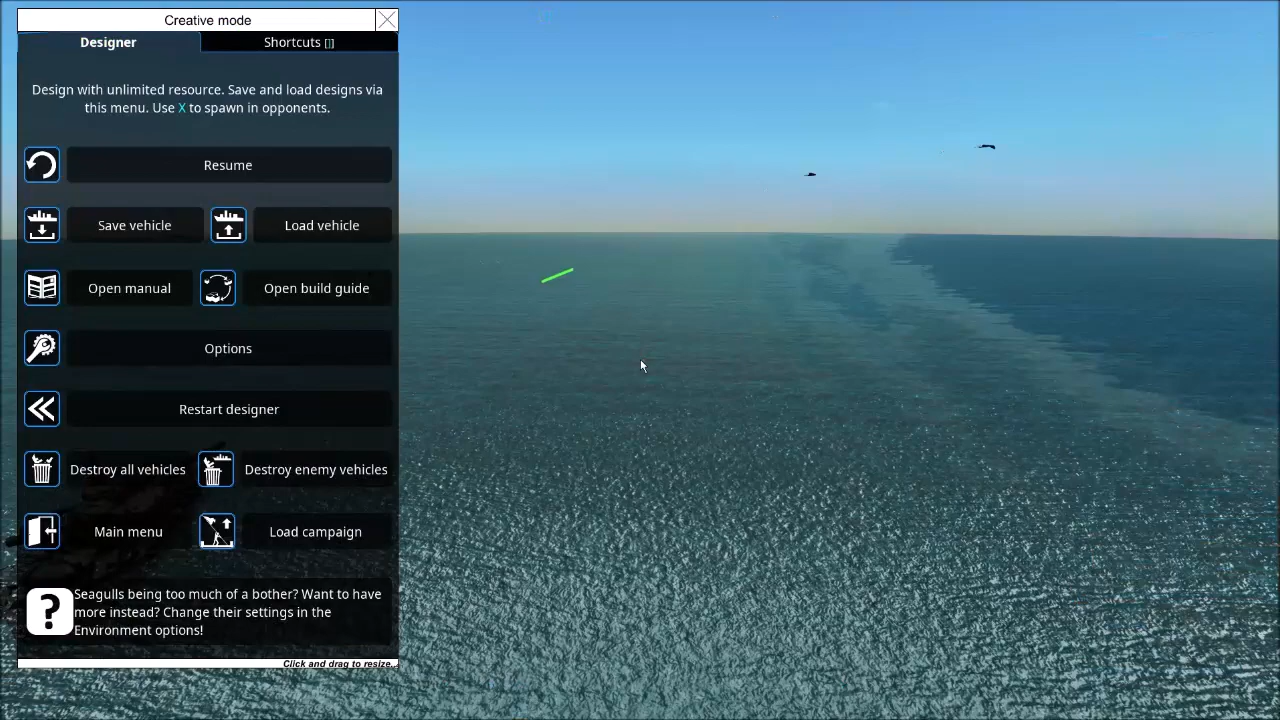 Creative mode
Designer
Shortcuts []]
Design with unlimited resource. Save and load designs via
this menu. Use X to spawn in opponents.
Resume
Save vehicle
Load vehicle
Open manual
Open build guide
Options
Restart designer
Destroy all vehicles
Destroy enemy vehicles
Main menu
Load campaign
?
Seagulls being too much of a bother? Want to have
more instead? Change their settings in the
Environment options!
Click and drag to resize..